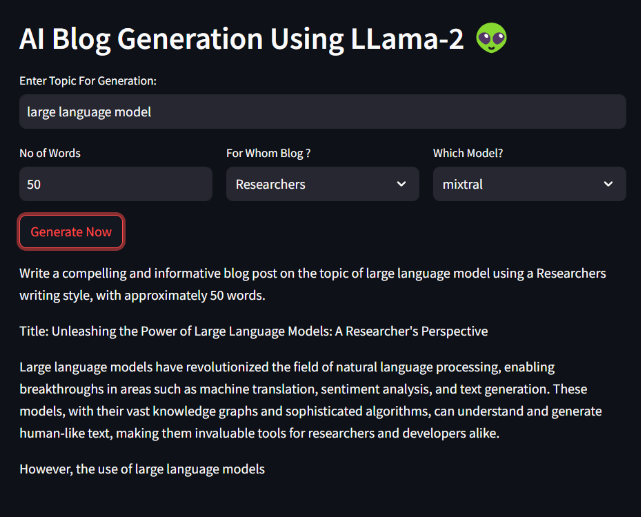 AI Blog Generation Using LLama-2 👽
Enter Topic For Generation:
large language model
No of Words For Whom Blog ? Which Model?
50 Researchers mixtral
Generate Now
Write a compelling and informative blog post on the topic of large language model using a Researchers
writing style, with approximately 50 words.
Title: Unleashing the Power of Large Language Models: A Researcher's Perspective
Large language models have revolutionized the field of natural language processing, enabling
breakthroughs in areas such as machine translation, sentiment analysis, and text generation. These
models, with their vast knowledge graphs and sophisticated algorithms, can understand and generate
human-like text, making them invaluable tools for researchers and developers alike.
However, the use of large language models